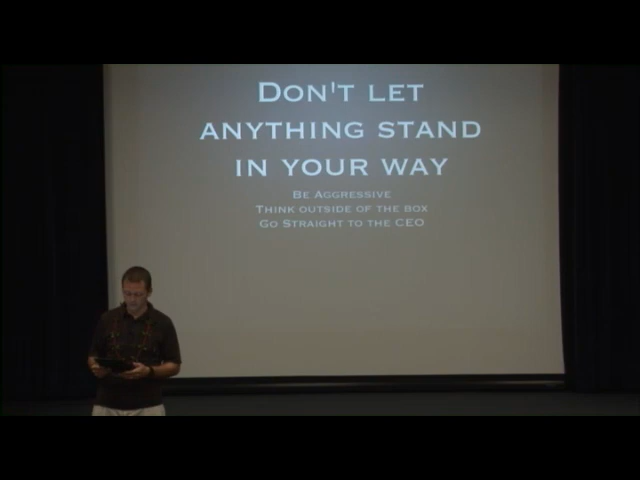 Don't let
anything stand
in your way
Be Aggressive
Think outside of the box
Go Straight to the CEO